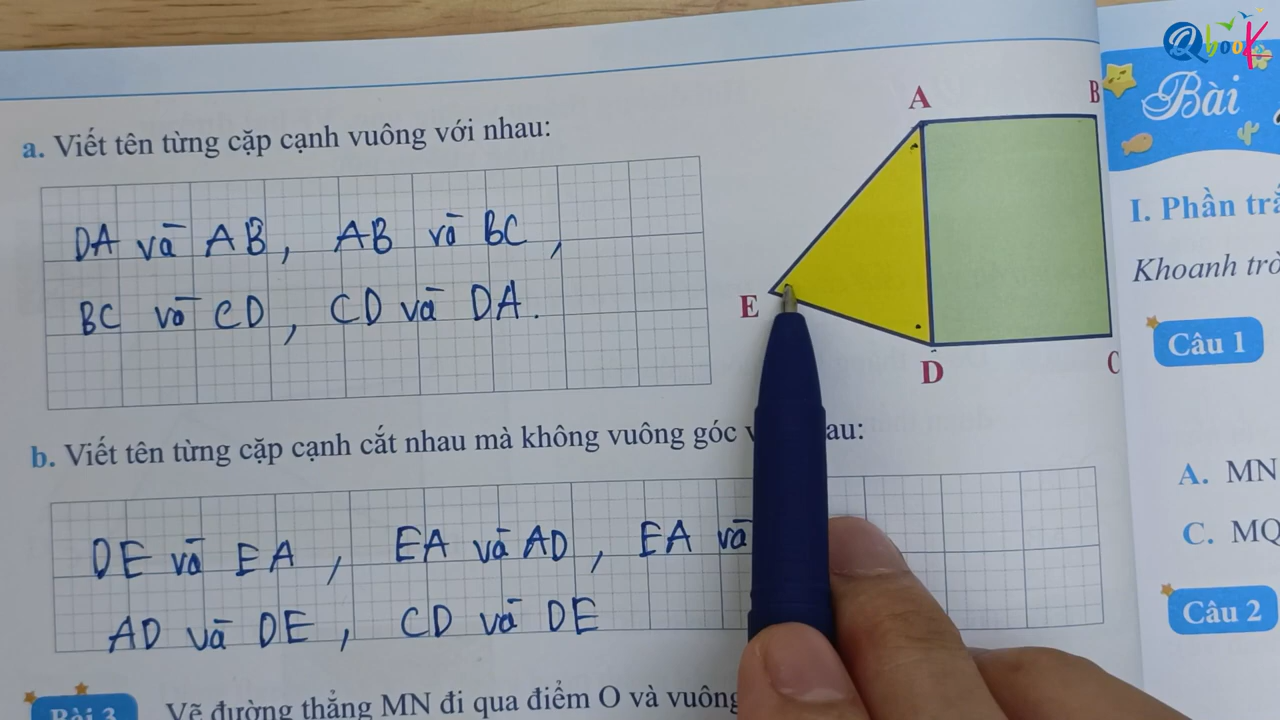 Qbook
a. Viết tên từng cặp cạnh vuông với nhau:
DA và AB, AB và BC,
BC và CD, CD và DA.
A
B
E
D
C
b. Viết tên từng cặp cạnh cắt nhau mà không vuông góc
DE và EA, EA và AD, EA và
AD và DE, CD và DE
Bài 3
Vẽ đường thẳng MN đi qua điểm O và vuông
Bài
I. Phần
Khoanh
Câu 1
A. MN
C. MQ
Câu 2